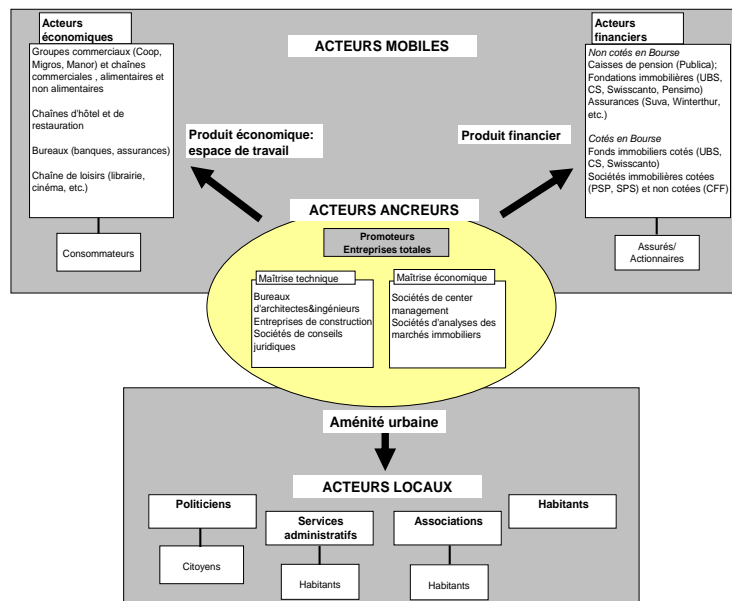 Acteurs
économiques
Groupes commerciaux (Coop,
Migros, Manor) et chaînes
commerciales , alimentaires et
non alimentaires
Chaînes d'hôtel et de
restauration
Bureaux (banques, assurances)
Chaîne de loisirs (librairie,
cinéma, etc.)
Consommateurs
ACTEURS MOBILES
Produit économique:
espace de travail
Produit financier
Acteurs
financiers
Non cotés en Bourse
Caisses de pension (Publica);
Fondations immobilières (UBS,
CS, Swisscanto, Pensimo)
Assurances (Suva, Winterthur,
etc.)
Cotés en Bourse
Fonds immobiliers cotés (UBS,
CS, Swisscanto)
Sociétés immobilières cotées
(PSP, SPS) et non cotées (CFF)
Assurés/
Actionnaires
ACTEURS ANCREURS
Promoteurs
Entreprises totales
Maîtrise technique
Bureaux
d'architectes&ingénieurs
Entreprises de construction
Sociétés de conseils
juridiques
Maîtrise économique
Sociétés de center
management
Sociétés d'analyses des
marchés immobiliers
Aménité urbaine
ACTEURS LOCAUX
Politiciens
Citoyens
Services
administratifs
Habitants
Associations
Habitants
Habitants